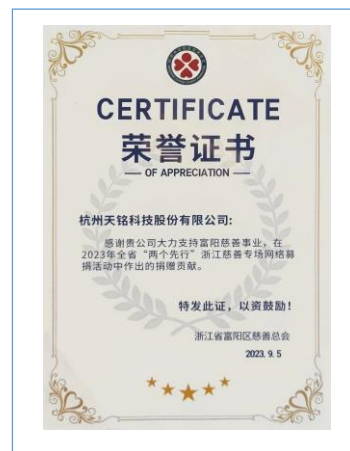 CERTIFICATE
荣誉证书
OF APPRECIATION
杭州天铭科技股份有限公司:
感谢贵公司大力支持富阳慈善事业,在
2023年全省“两个先行”浙江慈善专场网络募
捐活动中作出的捐赠贡献。
特发此证,以资鼓励!
浙江省富阳区慈善总会
2023. 9. 5